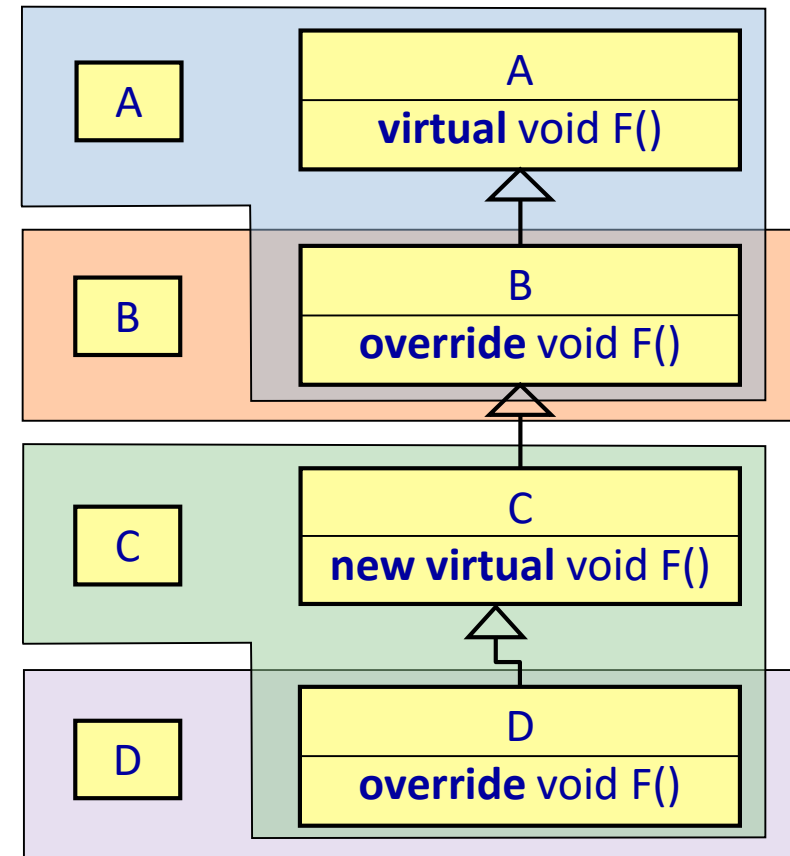 A
A
virtual void F()
B
B
override void F()
C
C
new virtual void F()
D
D
override void F()